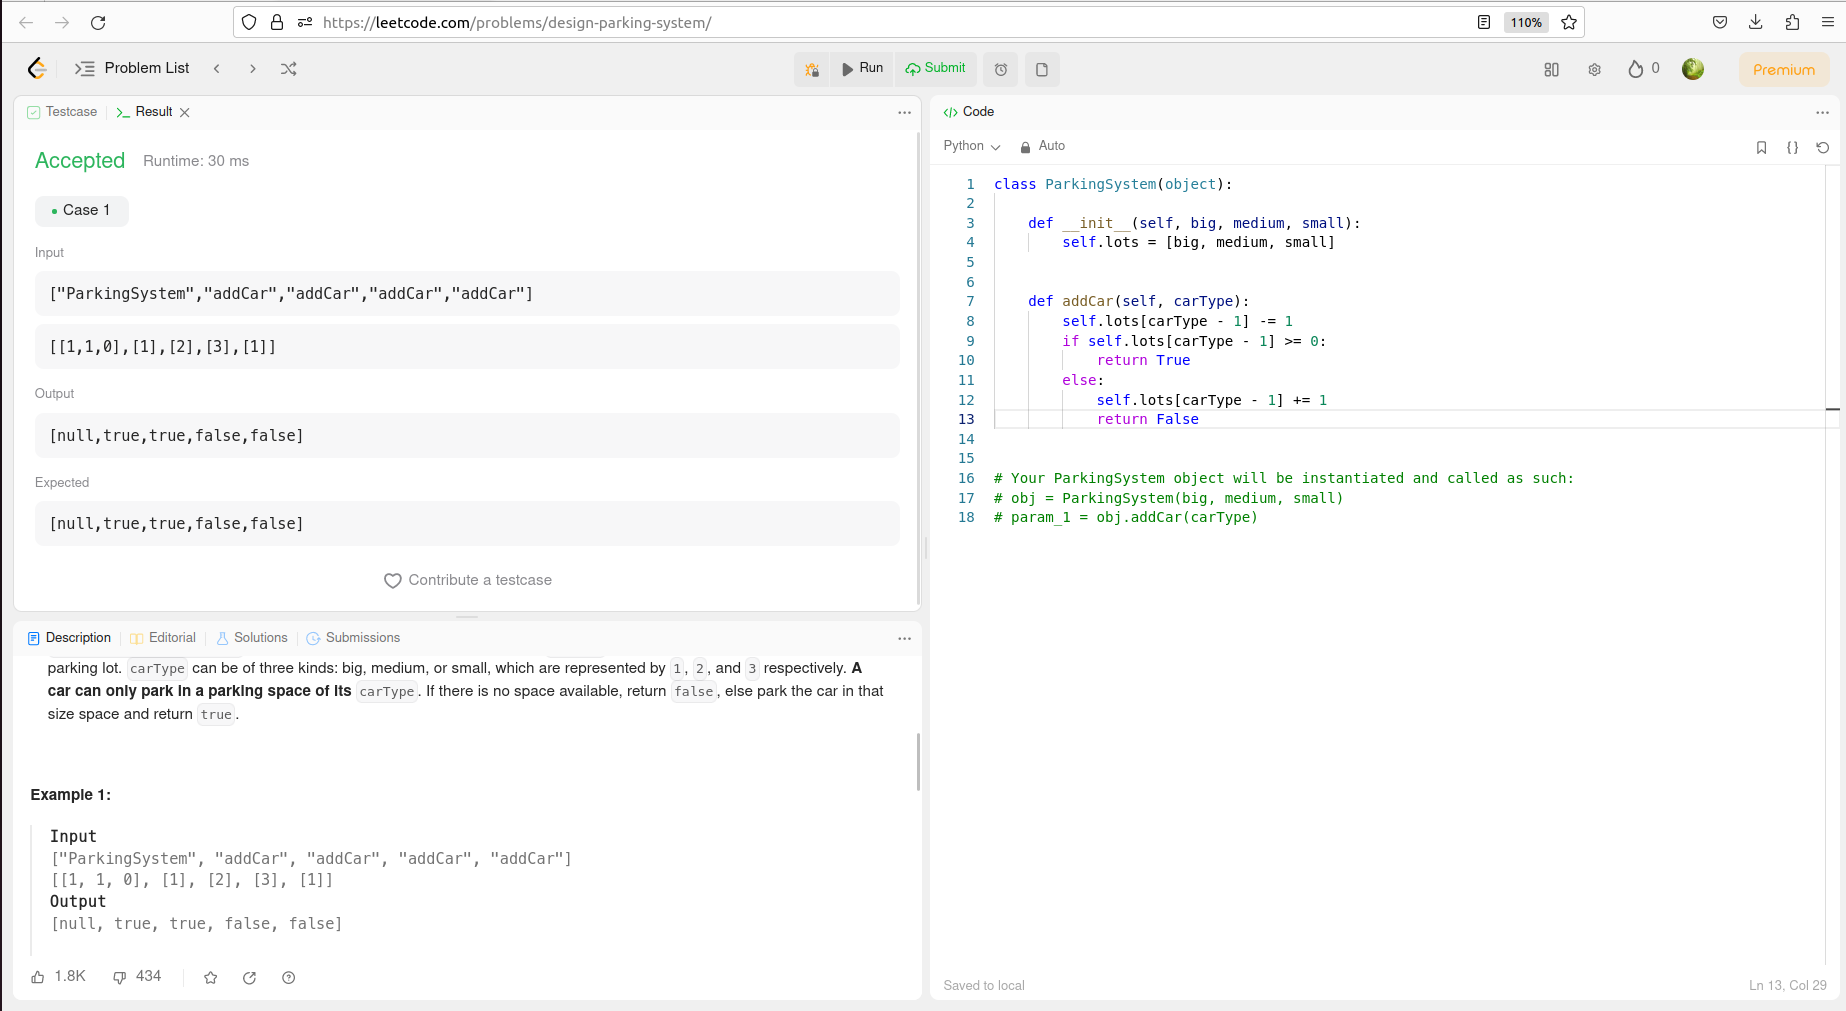 https://leetcode.com/problems/design-parking-system/
110%
Problem List
Run
Submit
0
Premium
Testcase
Result
Accepted
Runtime: 30 ms
Case 1
Input
["ParkingSystem","addCar","addCar","addCar","addCar"]
[[1,1,0],[1],[2],[3],[1]]
Output
[null,true,true,false,false]
Expected
[null,true,true,false,false]
Contribute a testcase
Description
Editorial
Solutions
Submissions
parking lot. carType can be of three kinds: big, medium, or small, which are represented by 1, 2, and 3 respectively. A
car can only park in a parking space of its carType. If there is no space available, return false, else park the car in that
size space and return true.
Example 1:
Input
["ParkingSystem", "addCar", "addCar", "addCar", "addCar"]
[[1, 1, 0], [1], [2], [3], [1]]
Output
[null, true, true, false, false]
1.8K
434
Code
Python
Auto
1 class ParkingSystem(object):
2
3     def __init__(self, big, medium, small):
4         self.lots = [big, medium, small]
5
6
7     def addCar(self, carType):
8         self.lots[carType - 1] -= 1
9         if self.lots[carType - 1] >= 0:
10             return True
11         else:
12             self.lots[carType - 1] += 1
13             return False
14
15
16 # Your ParkingSystem object will be instantiated and called as such:
17 # obj = ParkingSystem(big, medium, small)
18 # param_1 = obj.addCar(carType)
Saved to local
Ln 13, Col 29